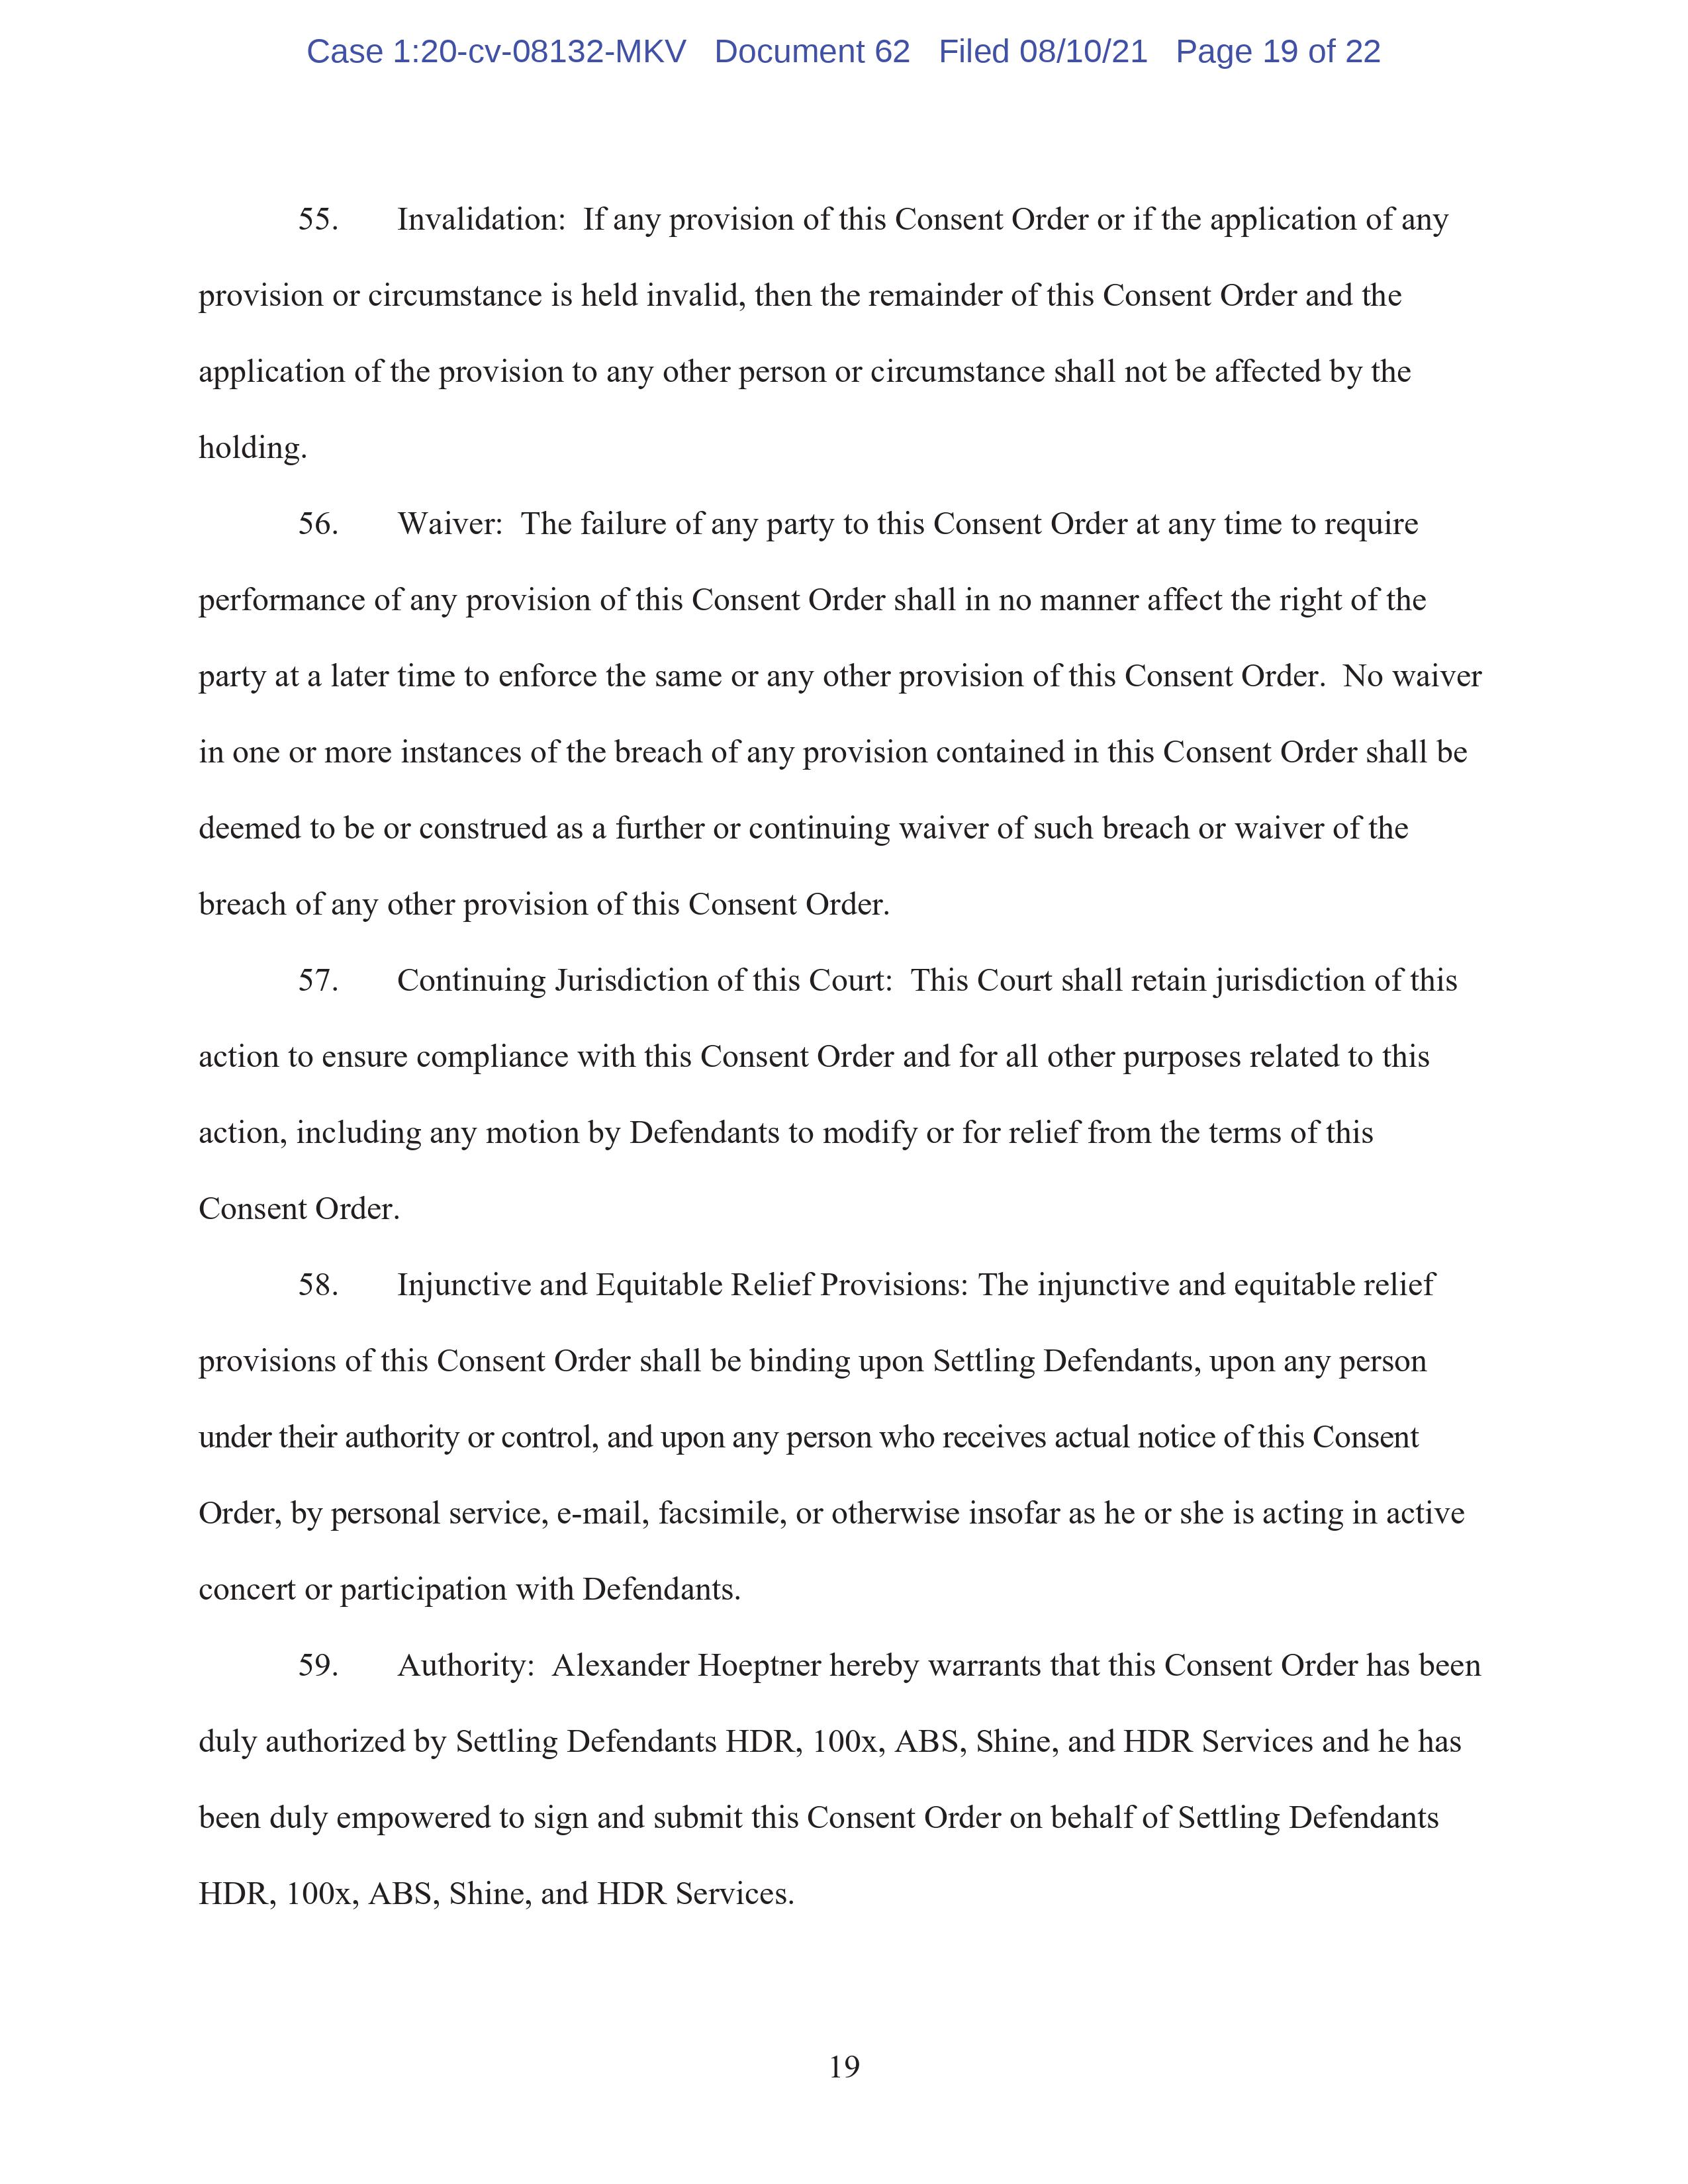 Case 1:20-cv-08132-MKV Document 62 Filed 08/10/21 Page 19 of 22
55. Invalidation: If any provision of this Consent Order or if the application of any
provision or circumstance is held invalid, then the remainder of this Consent Order and the
application of the provision to any other person or circumstance shall not be affected by the
holding.
56. Waiver: The failure of any party to this Consent Order at any time to require
performance of any provision of this Consent Order shall in no manner affect the right of the
party at a later time to enforce the same or any other provision of this Consent Order. No waiver
in one or more instances of the breach of any provision contained in this Consent Order shall be
deemed to be or construed as a further or continuing waiver of such breach or waiver of the
breach of any other provision of this Consent Order.
57. Continuing Jurisdiction of this Court: This Court shall retain jurisdiction of this
action to ensure compliance with this Consent Order and for all other purposes related to this
action, including any motion by Defendants to modify or for relief from the terms of this
Consent Order.
58. Injunctive and Equitable Relief Provisions: The injunctive and equitable relief
provisions of this Consent Order shall be binding upon Settling Defendants, upon any person
under their authority or control, and upon any person who receives actual notice of this Consent
Order, by personal service, e-mail, facsimile, or otherwise insofar as he or she is acting in active
concert or participation with Defendants.
59. Authority: Alexander Hoeptner hereby warrants that this Consent Order has been
duly authorized by Settling Defendants HDR, 100x, ABS, Shine, and HDR Services and he has
been duly empowered to sign and submit this Consent Order on behalf of Settling Defendants
HDR, 100x, ABS, Shine, and HDR Services.
19